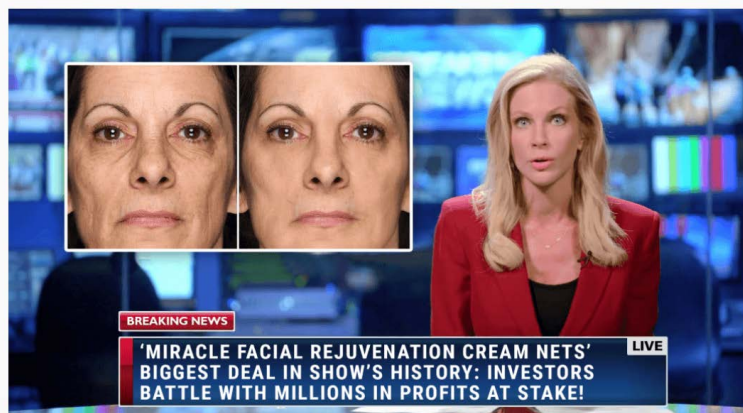 BREAKING NEWS
LIVE
'MIRACLE FACIAL REJUVENATION CREAM NETS'
BIGGEST DEAL IN SHOW'S HISTORY: INVESTORS
BATTLE WITH MILLIONS IN PROFITS AT STAKE!